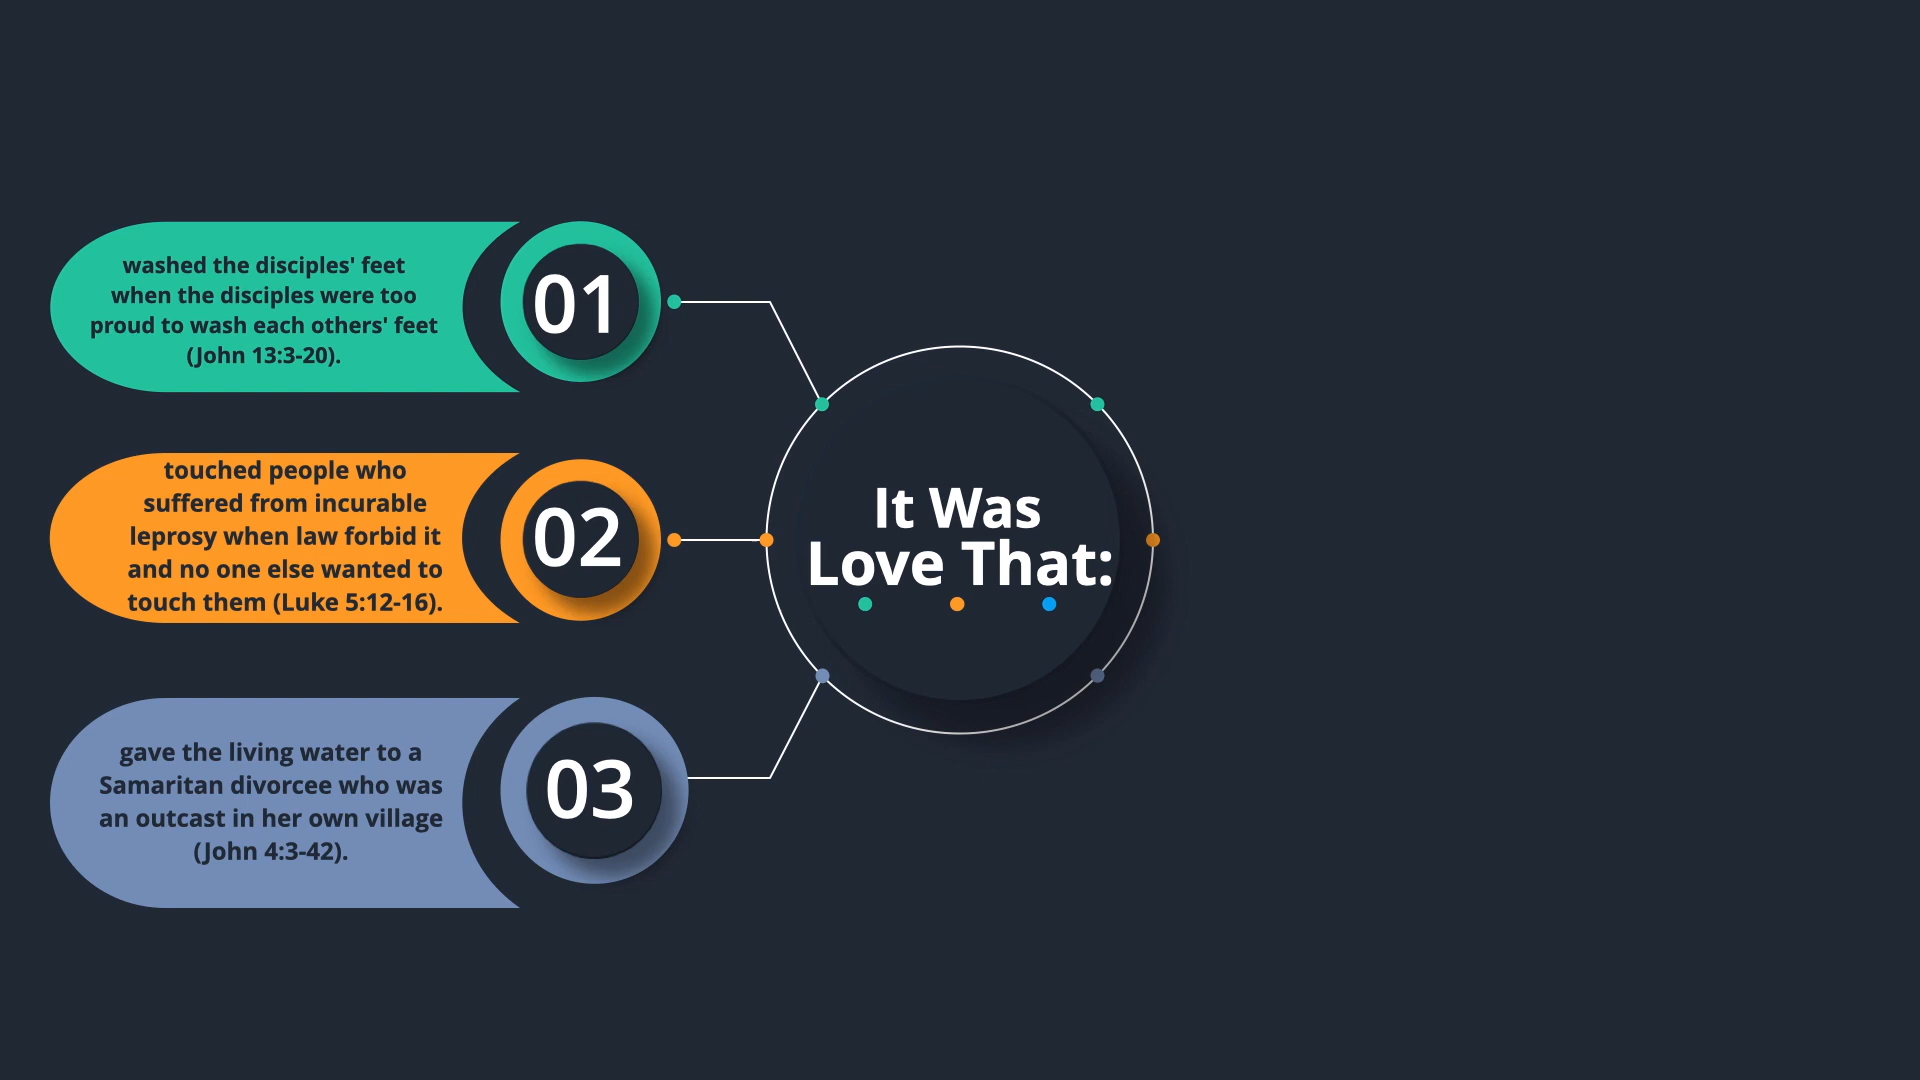 It Was
Love That:
01
washed the disciples' feet
when the disciples were too
proud to wash each others' feet
(John 13:3-20).
02
touched people who
suffered from incurable
leprosy when law forbid it
and no one else wanted to
touch them (Luke 5:12-16).
03
gave the living water to a
Samaritan divorcee who was
an outcast in her own village
(John 4:3-42).